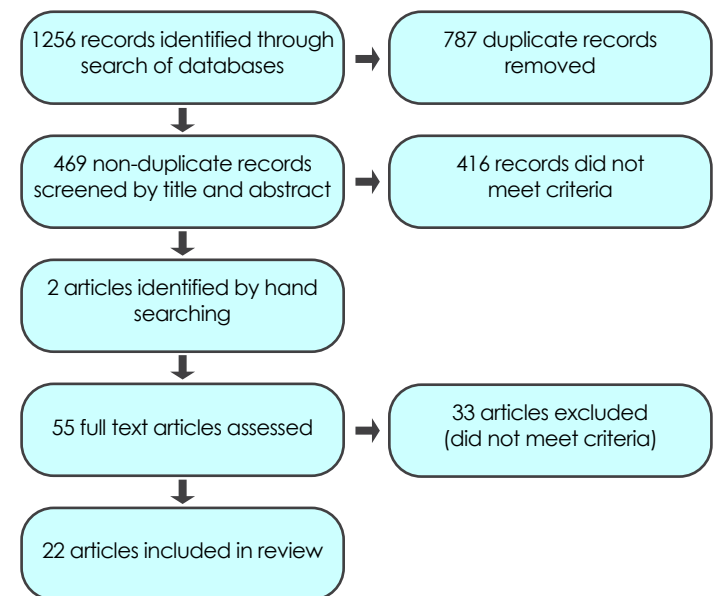 1256 records identified through
search of databases
787 duplicate records
removed
469 non-duplicate records
screened by title and abstract
416 records did not
meet criteria
2 articles identified by hand
searching
55 full text articles assessed
33 articles excluded
(did not meet criteria)
22 articles included in review